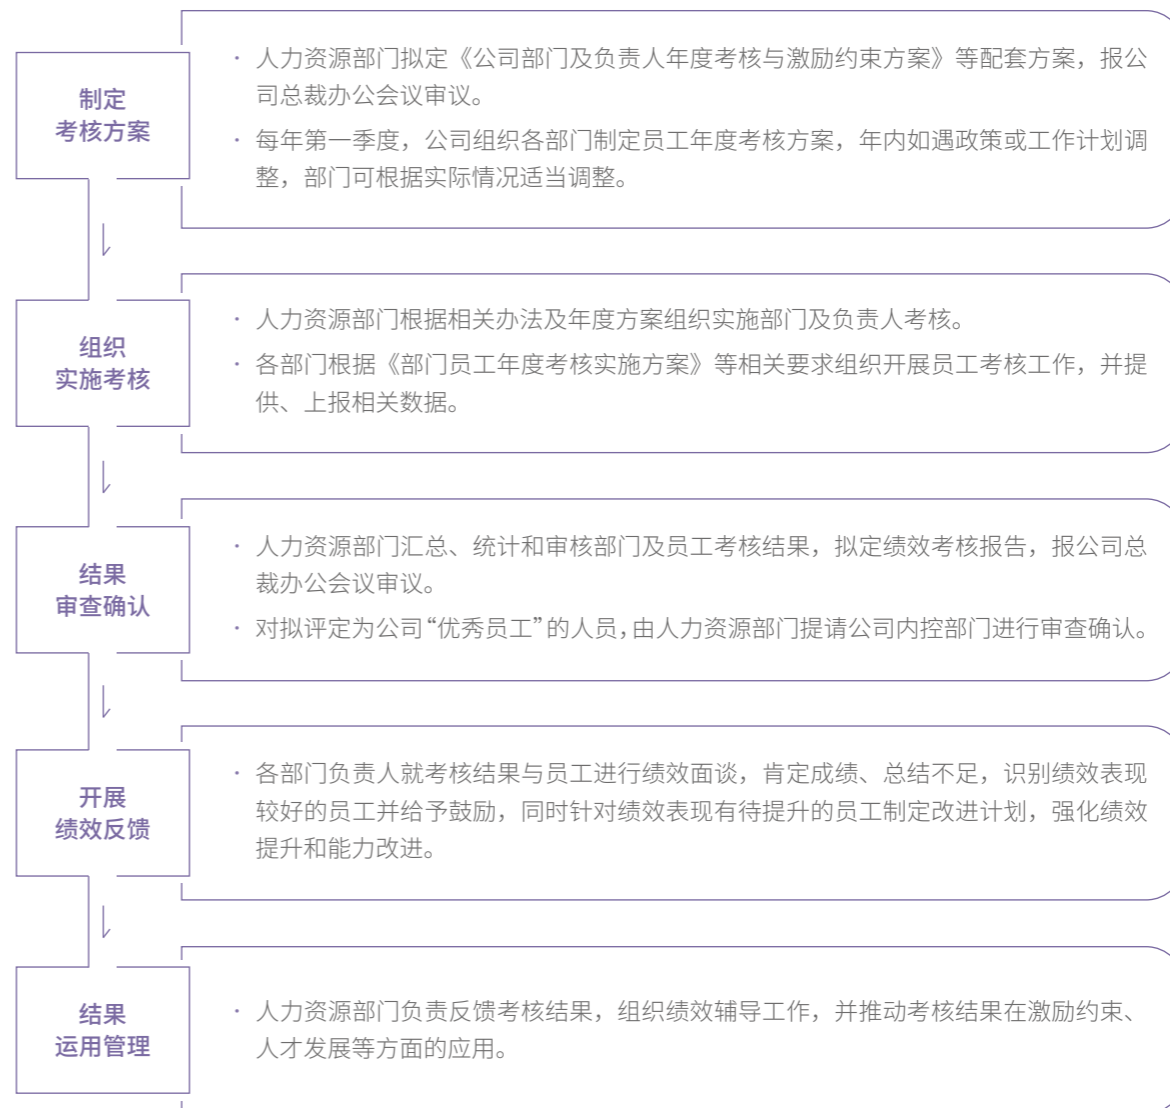 制定
考核方案
· 人力资源部门拟定《公司部门及负责人年度考核与激励约束方案》等配套方案，报公
司总裁办公会议审议。
· 每年第一季度，公司组织各部门制定员工年度考核方案，年内如遇政策或工作计划调
整，部门可根据实际情况适当调整。
组织
实施考核
· 人力资源部门根据相关办法及年度方案组织实施部门及负责人考核。
· 各部门根据《部门员工年度考核实施方案》等相关要求组织开展员工考核工作，并提
供、上报相关数据。
结果
审查确认
· 人力资源部门汇总、统计和审核部门及员工考核结果，拟定绩效考核报告，报公司总
裁办公会议审议。
· 对拟评定为公司“优秀员工”的人员，由人力资源部门提请公司内控部门进行审查确认。
开展
绩效反馈
· 各部门负责人就考核结果与员工进行绩效面谈，肯定成绩、总结不足，识别绩效表现
较好的员工并给予鼓励，同时针对绩效表现有待提升的员工制定改进计划，强化绩效
提升和能力改进。
结果
运用管理
· 人力资源部门负责反馈考核结果，组织绩效辅导工作，并推动考核结果在激励约束、
人才发展等方面的应用。